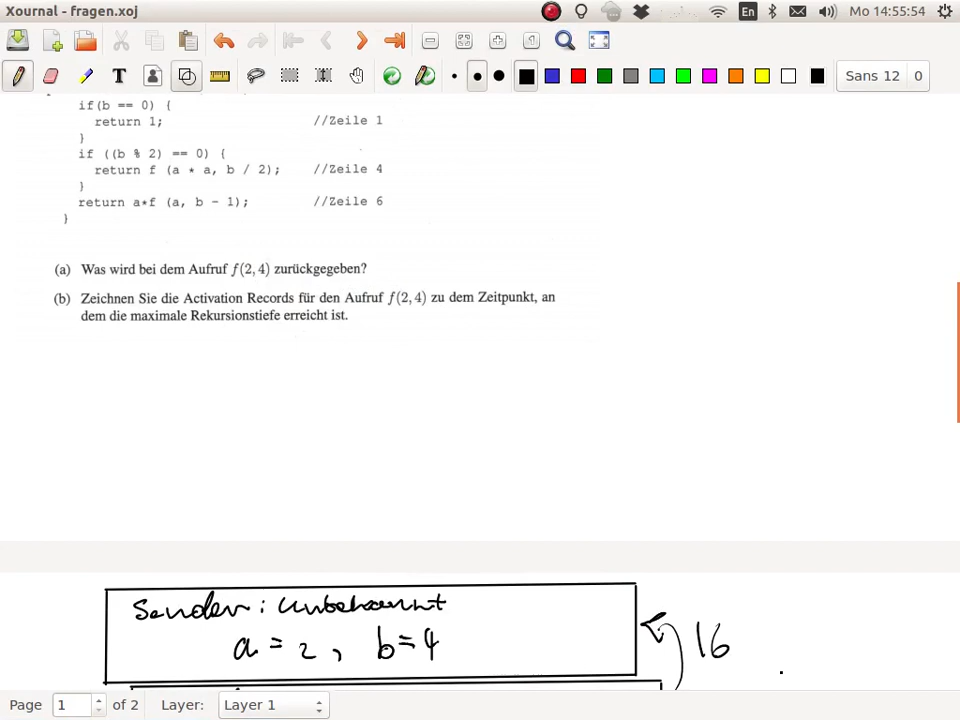 Xournal - fragen.xoj
En
Mo 14:55:54
Sans 12 0
if(b == 0) {
return 1; //Zeile 1
}
if ((b % 2) == 0) {
return f (a * a, b / 2); //Zeile 4
}
return a*f (a, b - 1); //Zeile 6
}
(a) Was wird bei dem Aufruf f(2,4) zurückgegeben?
(b) Zeichnen Sie die Activation Records für den Aufruf f(2,4) zu dem Zeitpunkt, an
dem die maximale Rekursionstiefe erreicht ist.
Sender: unbekannt
a = 2, b=4
16
Page 1 of 2 Layer: Layer 1